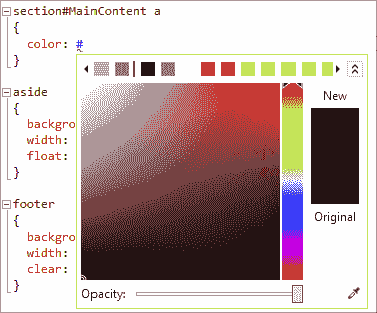 section#MainContent a
{
color: #
}
aside
{
backgro
width:
float:
}
footer
{
backgro
width:
clear:
}
New
Original
Opacity: